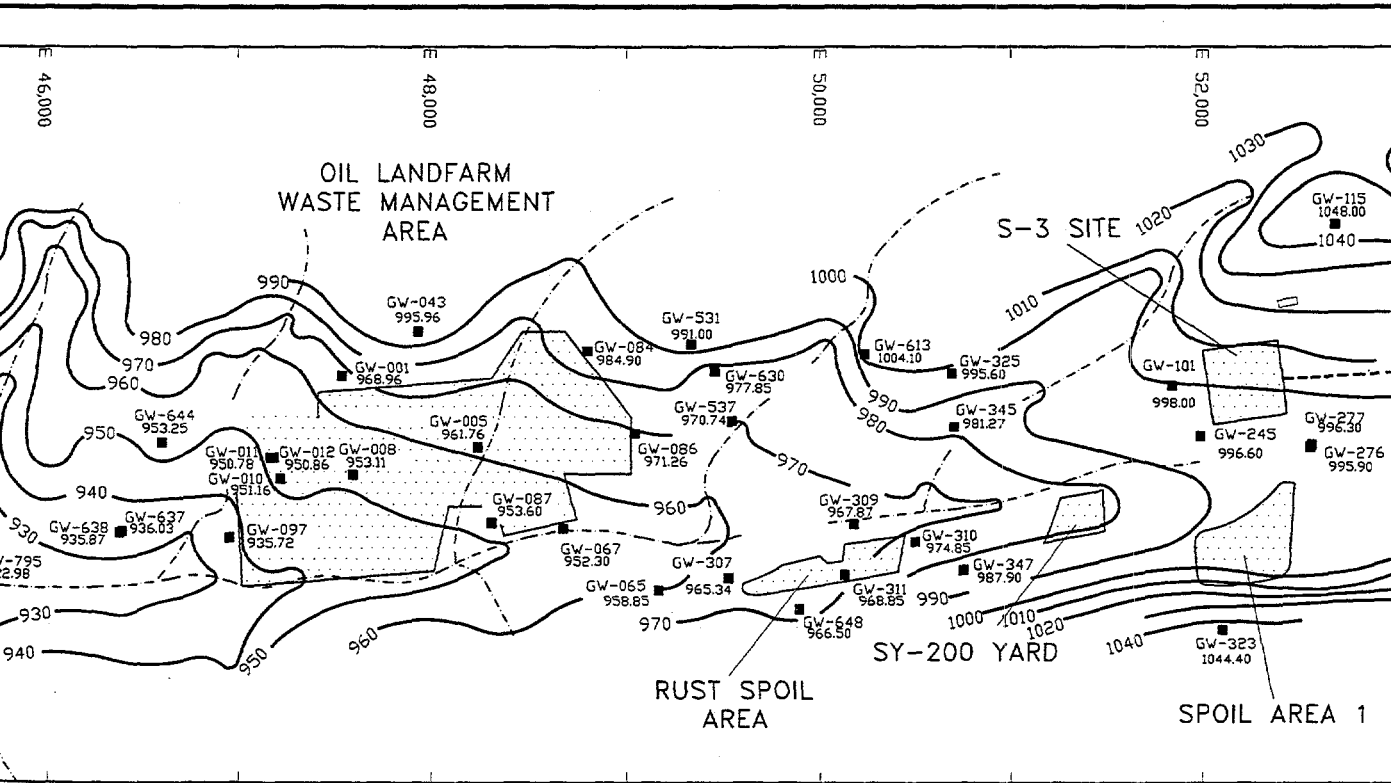 E 46,000
E 48,000
E 50,000
E 52,000
OIL LANDFARM
WASTE MANAGEMENT
AREA
S-3 SITE
1030
1020
GW-115
1048.00
1040
990
1000
1010
GW-043
995.96
GW-531
991.00
980
970
960
GW-001
968.96
GW-084
984.90
GW-630
977.85
GW-613
1004.10
GW-325
995.60
GW-101
998.00
990
980
GW-644
953.25
950
GW-005
961.76
GW-537
970.74
GW-345
981.27
GW-277
996.30
GW-245
996.60
GW-276
995.90
GW-011
950.78
GW-012
950.86
GW-008
953.11
GW-010
951.16
GW-086
971.26
970
940
930
GW-637
936.03
GW-638
935.87
GW-097
935.72
GW-087
953.60
960
GW-309
967.87
GW-310
974.85
GW-067
952.30
GW-307
965.34
GW-347
987.90
GW-795
22.98
GW-065
958.85
GW-311
968.85
990
930
970
GW-648
966.50
1000
1010
1020
1040
940
950
960
GW-323
1044.40
SY-200 YARD
RUST SPOIL
AREA
SPOIL AREA 1